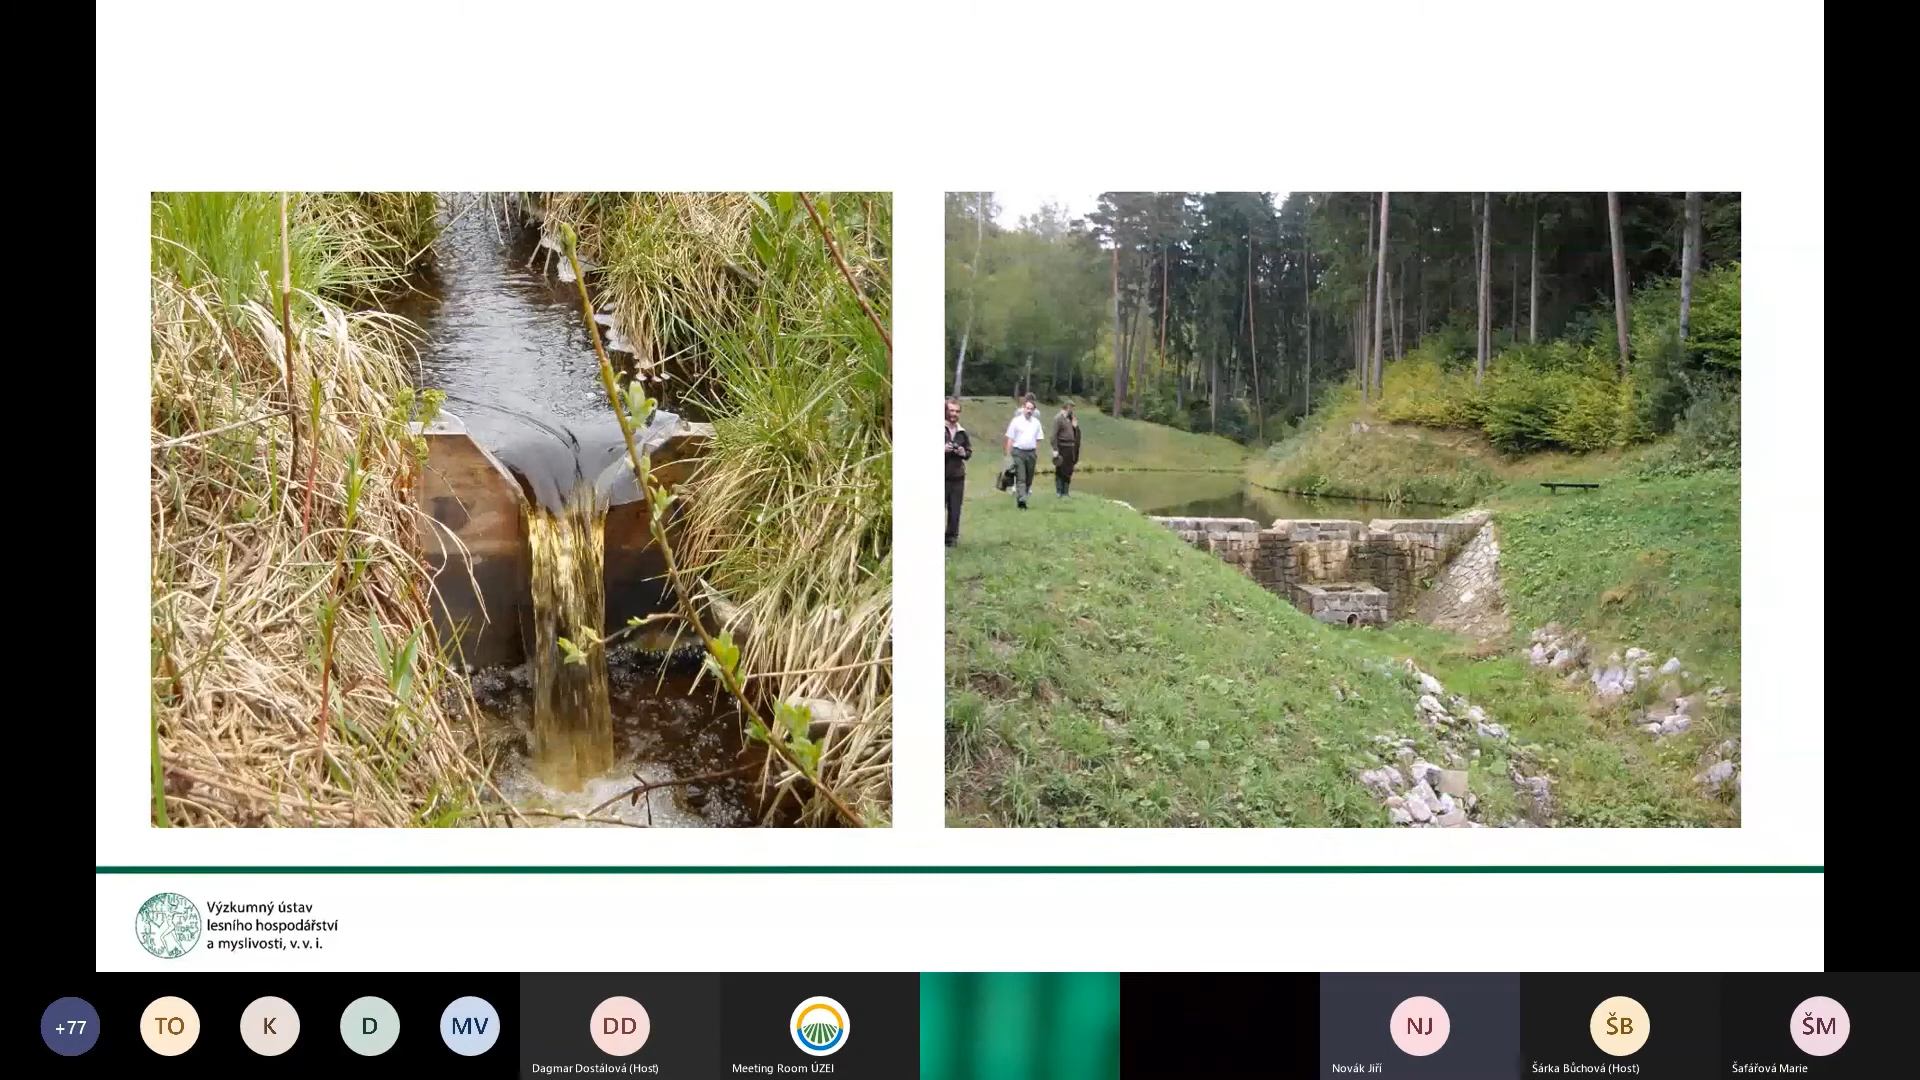 Výzkumný ústav
lesního hospodářství
a myslivosti, v. v. i.
+77
TO
K
D
MV
DD
NJ
ŠB
ŠM
Dagmar Dostálová (Host)
Meeting Room ÚZEI
Novák Jiří
Šárka Bůchová (Host)
Šafářová Marie